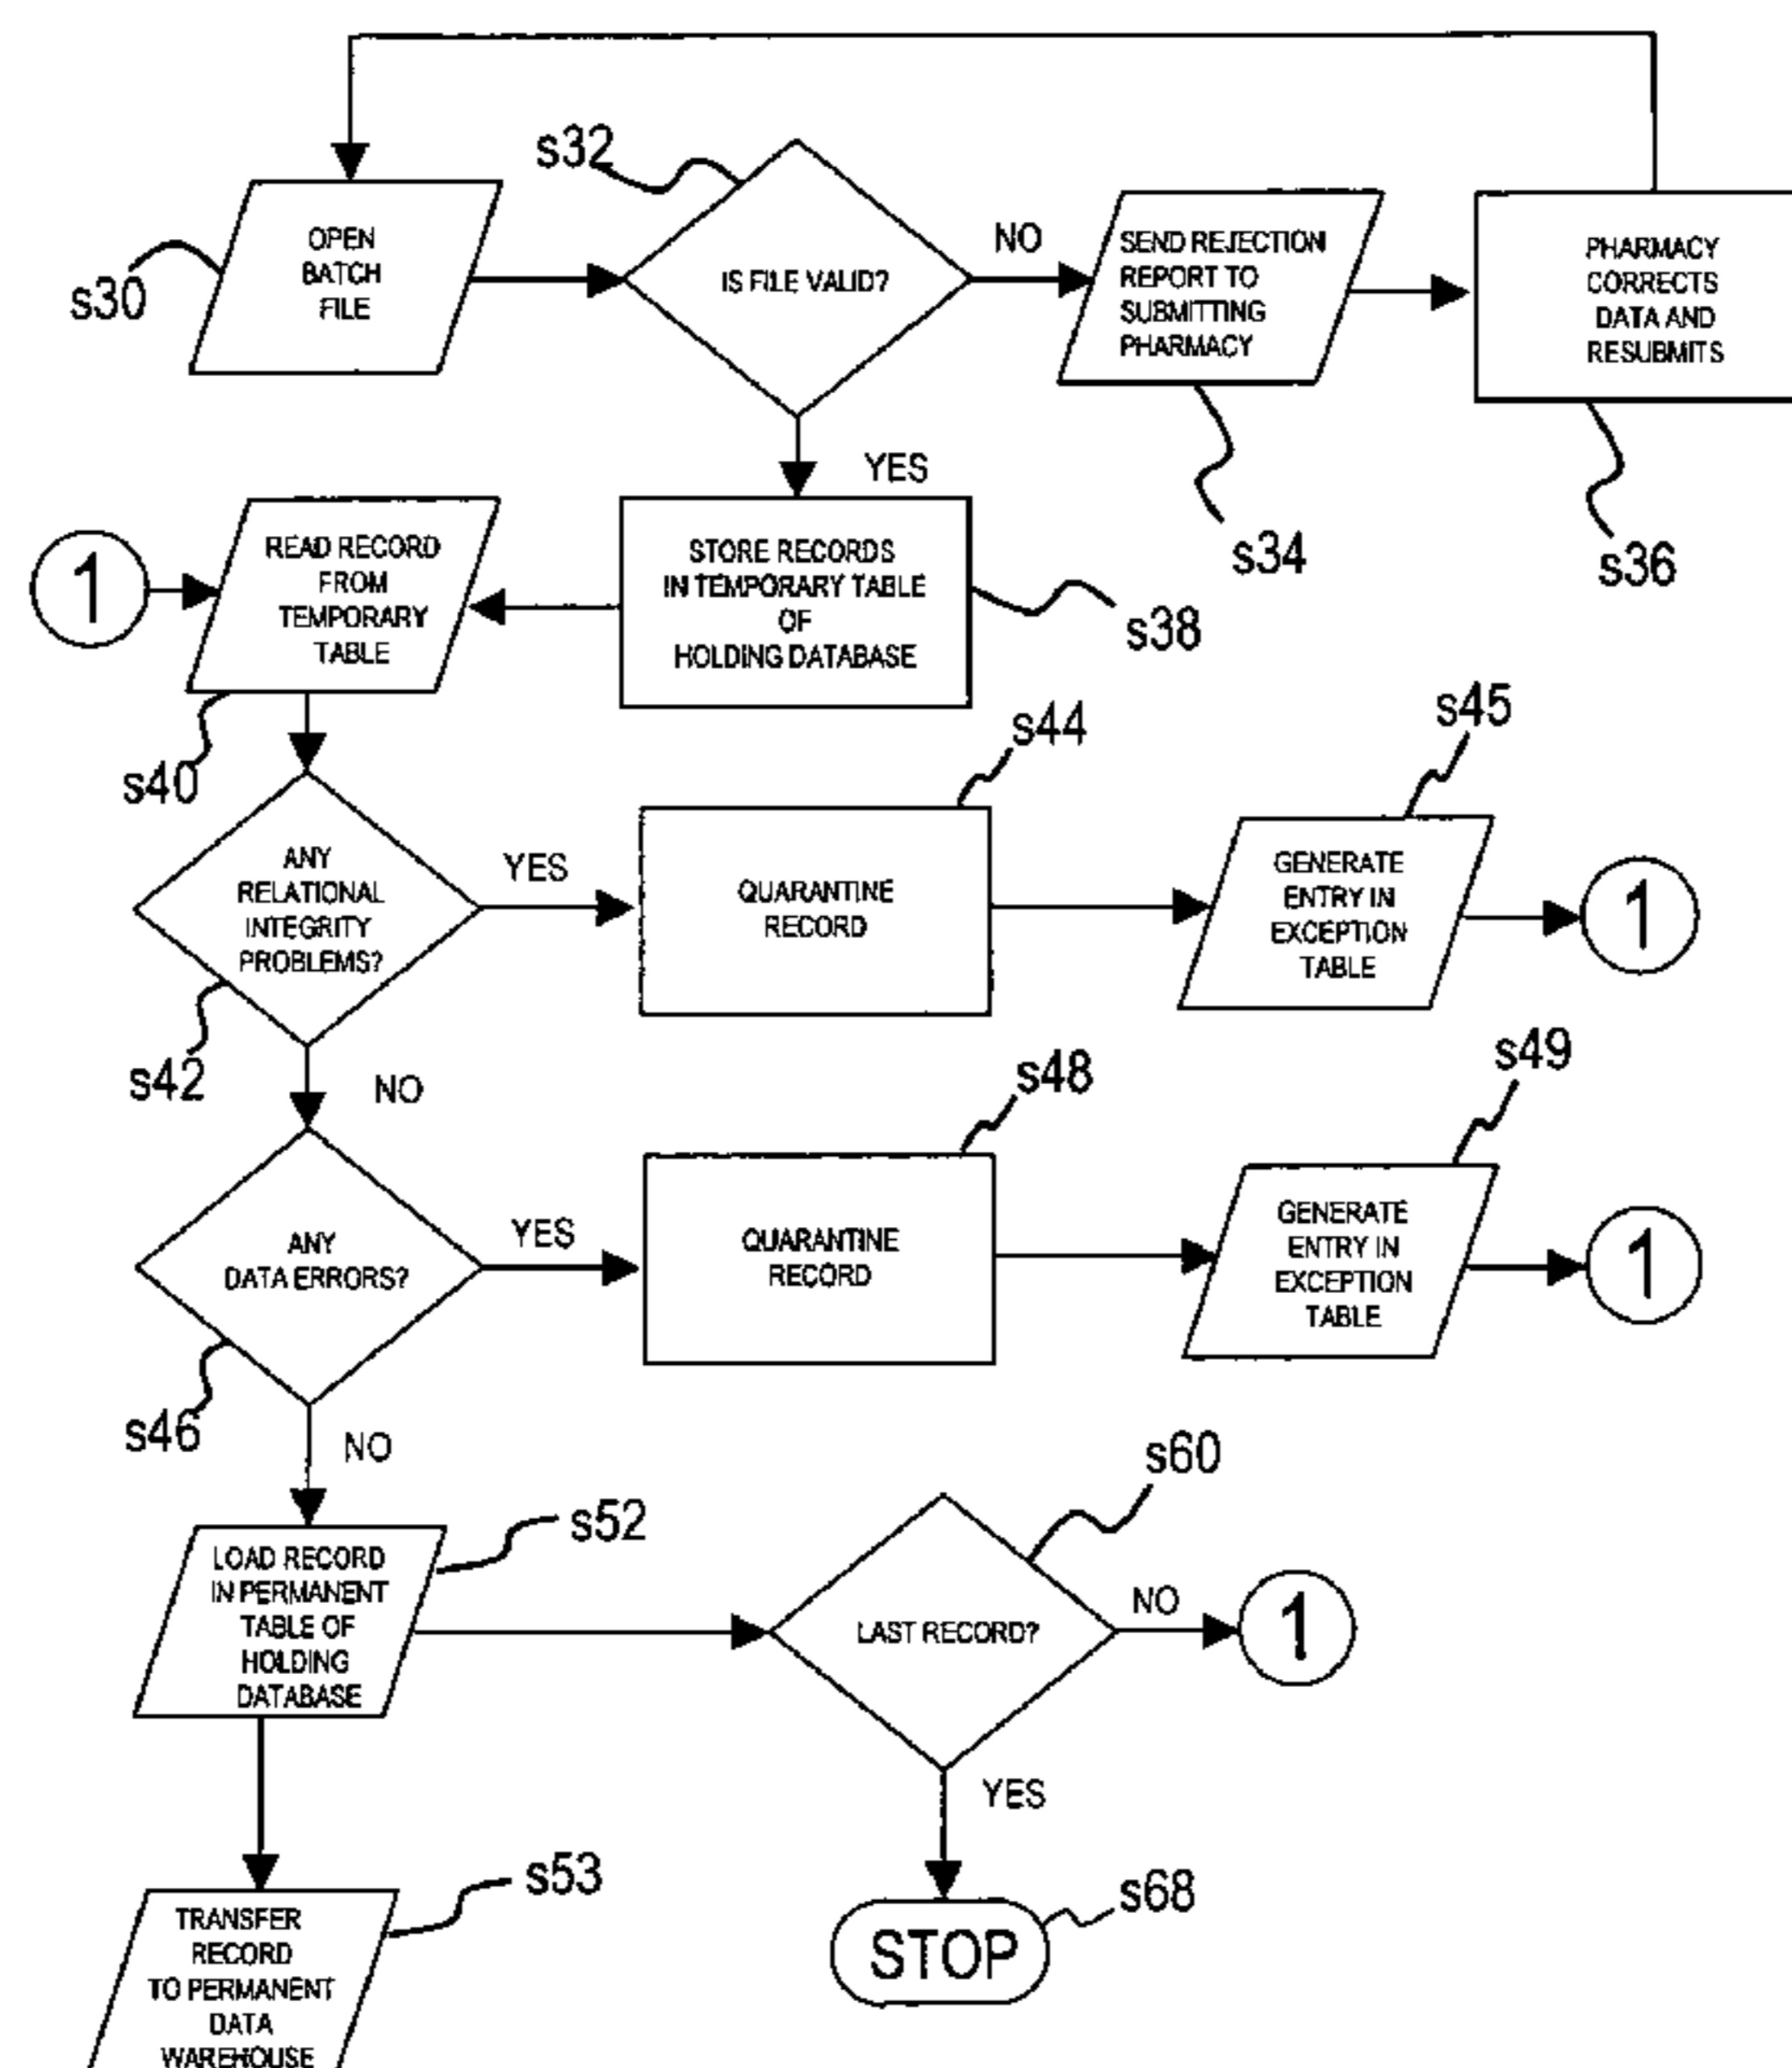 s32
OPEN
BATCH
FILE
s30
IS FILE VALID?
NO
SEND REJECTION
REPORT TO
SUBMITTING
PHARMACY
PHARMACY
CORRECTS
DATA AND
RESUBMITS
YES
s34
s36
1
READ RECORD
FROM
TEMPORARY
TABLE
STORE RECORDS
IN TEMPORARY TABLE
OF
HOLDING DATABASE
s38
s40
s44
s45
ANY
RELATIONAL
INTEGRITY
PROBLEMS?
YES
QUARANTINE
RECORD
GENERATE
ENTRY IN
EXCEPTION
TABLE
1
s42
NO
s48
s49
ANY
DATA ERRORS?
YES
QUARANTINE
RECORD
GENERATE
ENTRY IN
EXCEPTION
TABLE
1
s46
NO
s60
s52
LOAD RECORD
IN PERMANENT
TABLE OF
HOLDING
DATABASE
LAST RECORD?
NO
1
YES
s53
TRANSFER
RECORD
TO PERMANENT
DATA
WAREHOUSE
s68
STOP